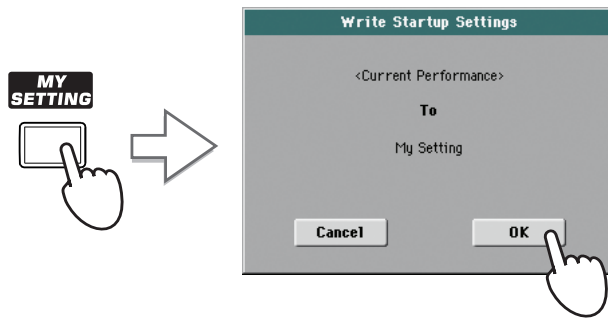 MY
SETTING
Write Startup Settings
<Current Performance>
To
My Setting
Cancel OK